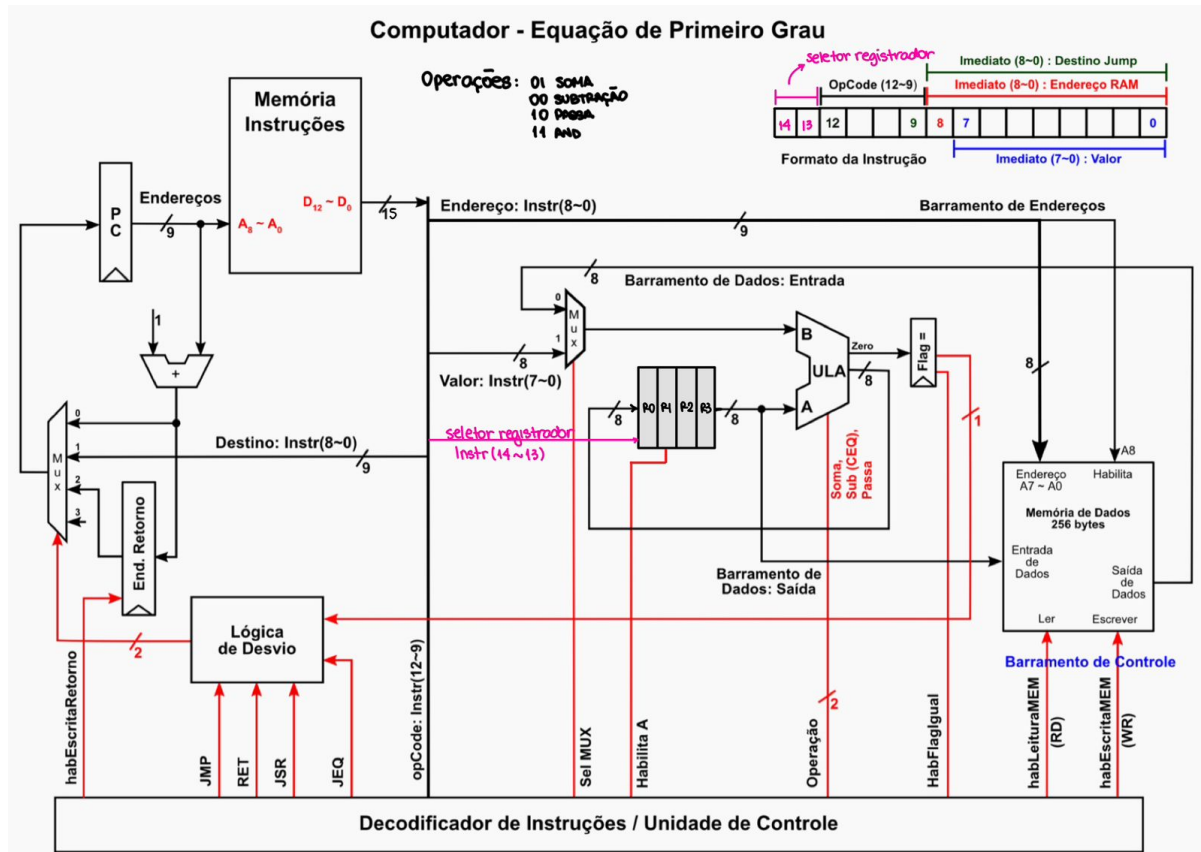 Computador - Equação de Primeiro Grau
Operações: 01 SOMA
00 SUBTRAÇÃO
10 PASSA
11 AND
seletor registrador
Imediato (8~0) : Destino Jump
OpCode (12~9)
Imediato (8~0) : Endereço RAM
14 13 12 9 8 7 0
Formato da Instrução
Imediato (7~0) : Valor
Memória
Instruções
D12 ~ D0
A8 ~ A0
PC
Endereços
9
15
Endereço: Instr(8~0)
9
Barramento de Endereços
8
Barramento de Dados: Entrada
0
Mux
1
8
Valor: Instr(7~0)
B
ULA
A
Zero
8
Flag =
8
1
8
R0 R1 R2 R3
8
seletor registrador
Instr(14~13)
Soma,
Sub (CEQ),
Passa
1
+
0
1
Mux
2
3
Destino: Instr(8~0)
9
End. Retorno
A8
Endereço
A7 ~ A0
Habilita
Memória de Dados
256 bytes
Entrada
de
Dados
Saída
de
Dados
Ler
Escrever
Barramento de
Dados: Saída
Barramento de Controle
Lógica
de Desvio
2
2
habEscritaRetorno
JMP
RET
JSR
JEQ
opCode: Instr(12~9)
Sel MUX
Habilita A
Operação
HabFlagIgual
habLeituraMEM
(RD)
habEscritaMEM
(WR)
Decodificador de Instruções / Unidade de Controle